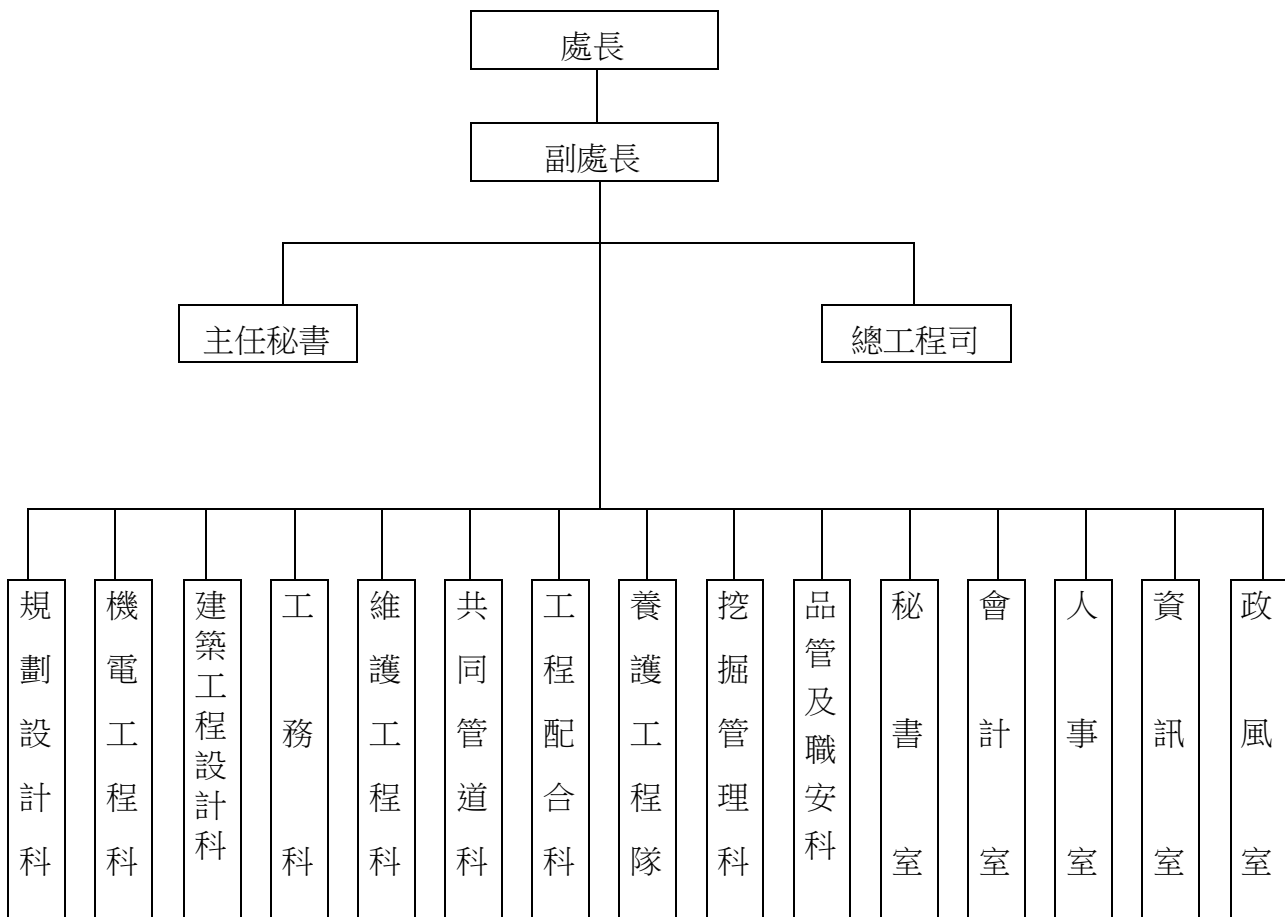 處長
副處長
主任秘書
總工程司
規劃設計科
機電工程科
建築工程設計科
工務科
維護工程科
共同管道科
工程配合科
養護工程隊
挖掘管理科
品管及職安科
秘書室
會計室
人事室
資訊室
政風室